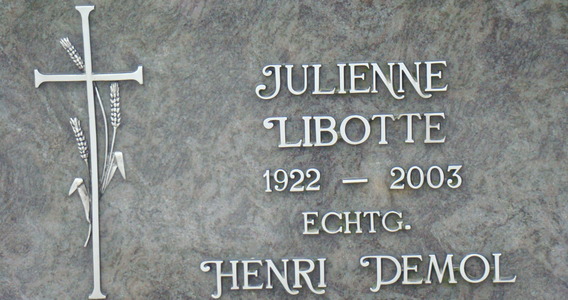 JULIENNE
LIBOTTE
1922 — 2003
ECHTG.
HENRI DEMOL